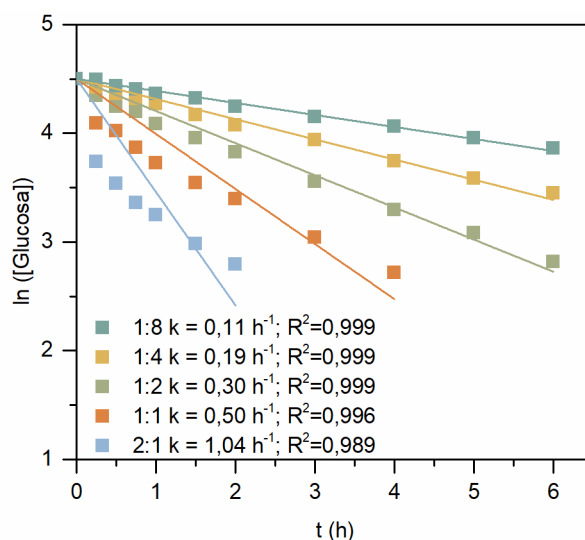 5
4
3
2
1
ln ([Glucosa])
1:8 k = 0,11 h⁻¹; R²=0,999
1:4 k = 0,19 h⁻¹; R²=0,999
1:2 k = 0,30 h⁻¹; R²=0,999
1:1 k = 0,50 h⁻¹; R²=0,996
2:1 k = 1,04 h⁻¹; R²=0,989
0 1 2 3 4 5 6
t (h)